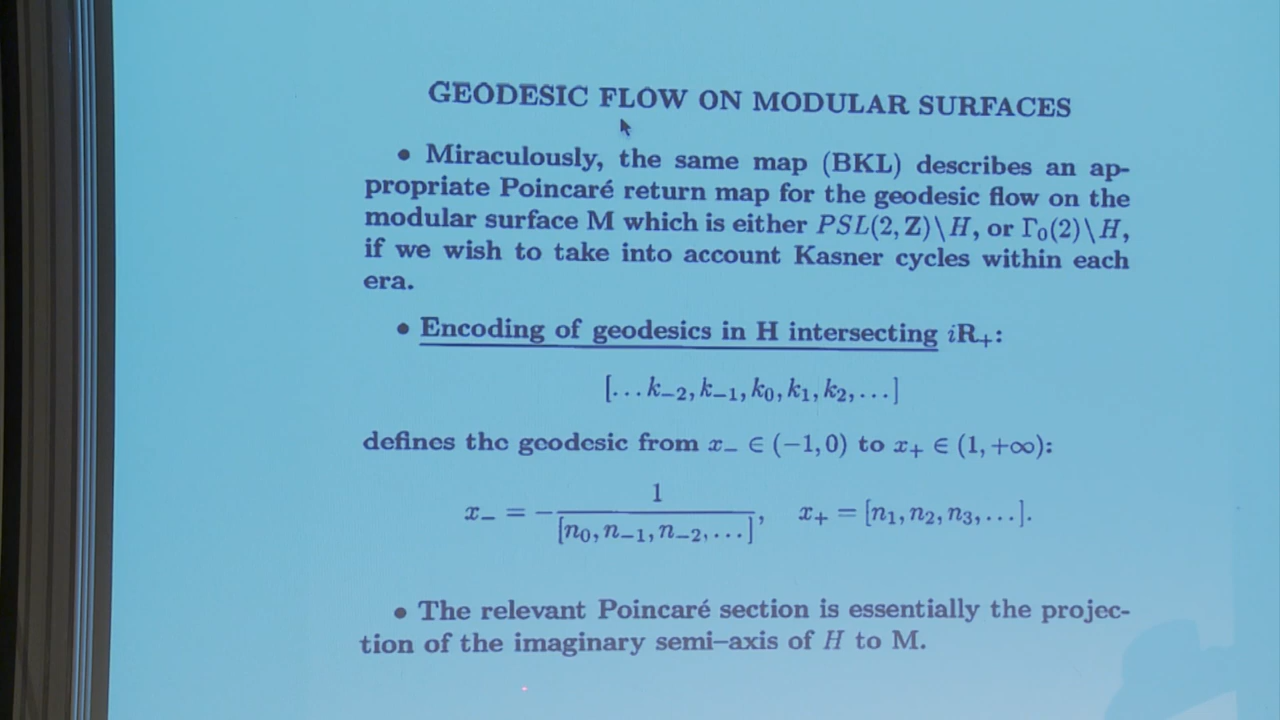 GEODESIC FLOW ON MODULAR SURFACES
• Miraculously, the same map (BKL) describes an ap-
propriate Poincaré return map for the geodesic flow on the
modular surface M which is either PSL(2, Z)\H, or Γ₀(2)\H,
if we wish to take into account Kasner cycles within each
era.
• Encoding of geodesics in H intersecting iR₊:
[…k₋₂, k₋₁, k₀, k₁, k₂, …]
defines the geodesic from x₋ ∈ (−1, 0) to x₊ ∈ (1, +∞):
x₋ = − 1 / [n₀, n₋₁, n₋₂, …], x₊ = [n₁, n₂, n₃, …].
• The relevant Poincaré section is essentially the projec-
tion of the imaginary semi–axis of H to M.